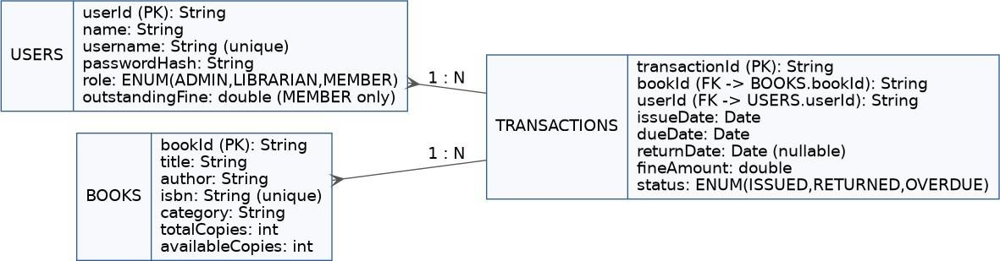 USERS
userId (PK): String
name: String
username: String (unique)
passwordHash: String
role: ENUM(ADMIN,LIBRARIAN,MEMBER)
outstandingFine: double (MEMBER only)
1 : N
BOOKS
bookId (PK): String
title: String
author: String
isbn: String (unique)
category: String
totalCopies: int
availableCopies: int
1 : N
TRANSACTIONS
transactionId (PK): String
bookId (FK -> BOOKS.bookId): String
userId (FK -> USERS.userId): String
issueDate: Date
dueDate: Date
returnDate: Date (nullable)
fineAmount: double
status: ENUM(ISSUED,RETURNED,OVERDUE)